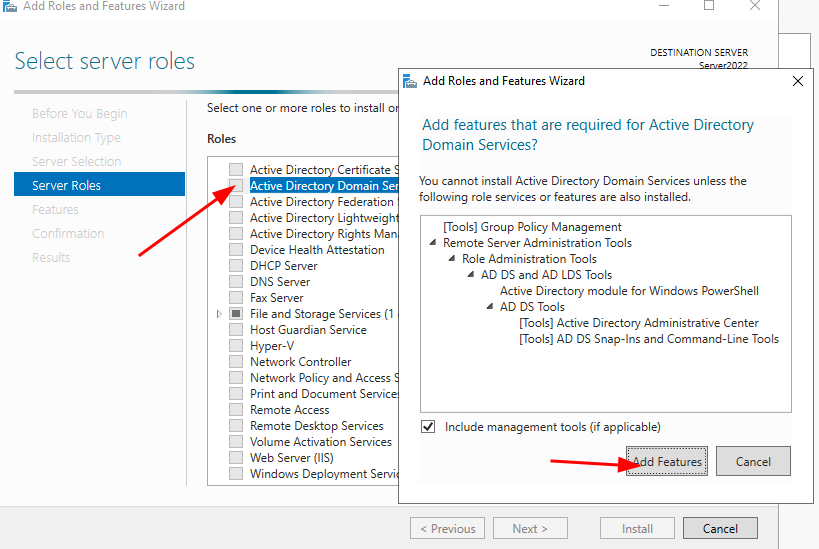 Add Roles and Features Wizard
Select server roles
DESTINATION SERVER
Server2022
Before You Begin
Installation Type
Server Selection
Server Roles
Features
Confirmation
Results
Select one or more roles to install on
Roles
Active Directory Certificate S
Active Directory Domain Ser
Active Directory Federation S
Active Directory Lightweight
Active Directory Rights Mana
Device Health Attestation
DHCP Server
DNS Server
Fax Server
File and Storage Services (1 o
Host Guardian Service
Hyper-V
Network Controller
Network Policy and Access S
Print and Document Services
Remote Access
Remote Desktop Services
Volume Activation Services
Web Server (IIS)
Windows Deployment Servic
Add Roles and Features Wizard
Add features that are required for Active Directory
Domain Services?
You cannot install Active Directory Domain Services unless the
following role services or features are also installed.
[Tools] Group Policy Management
Remote Server Administration Tools
Role Administration Tools
AD DS and AD LDS Tools
Active Directory module for Windows PowerShell
AD DS Tools
[Tools] Active Directory Administrative Center
[Tools] AD DS Snap-Ins and Command-Line Tools
Include management tools (if applicable)
Add Features
Cancel
< Previous
Next >
Install
Cancel